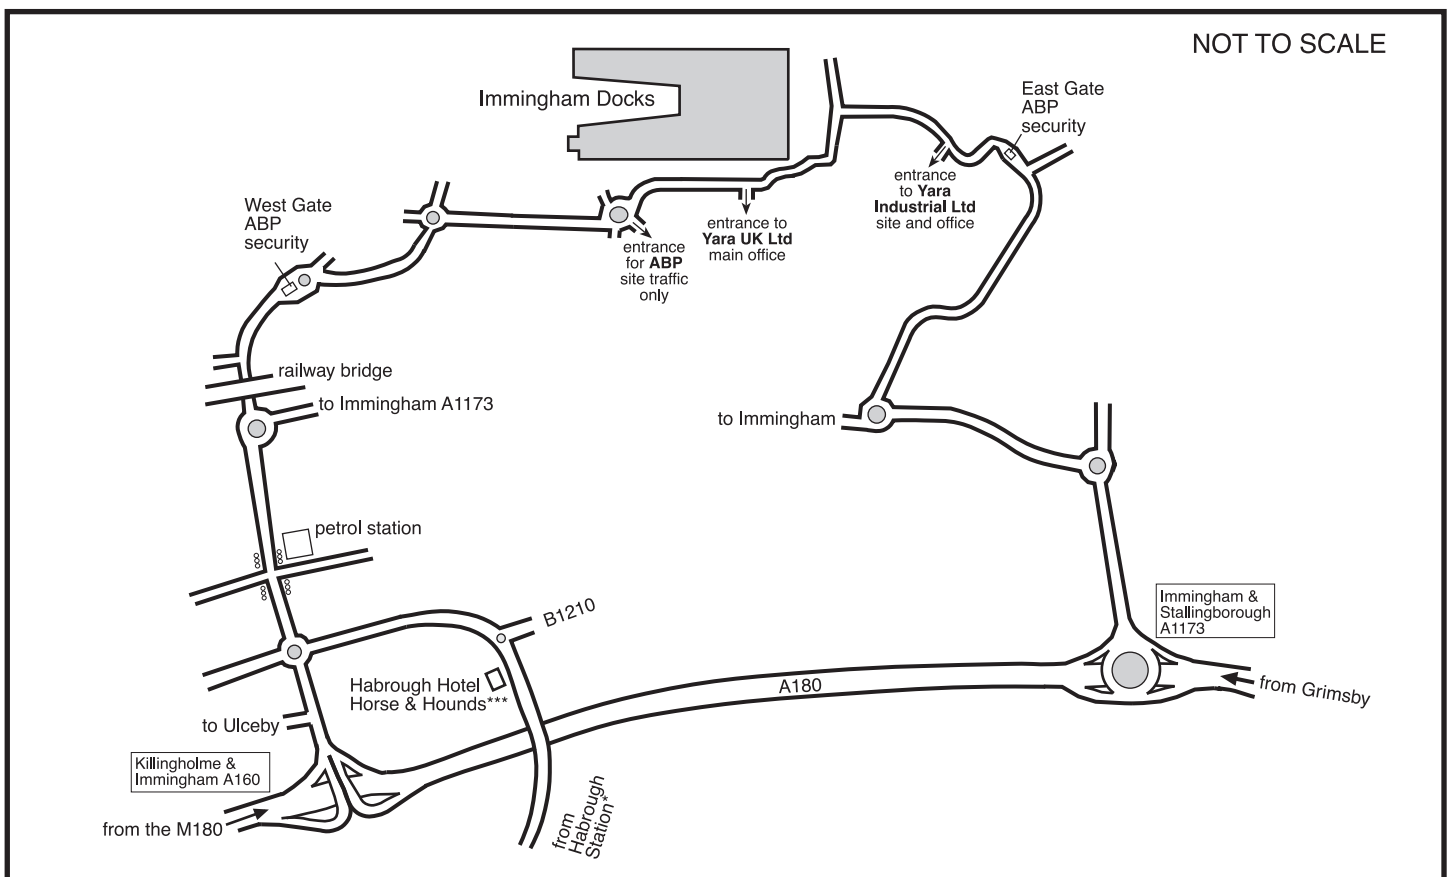 NOT TO SCALE
Immingham Docks
East Gate
ABP
security
West Gate
ABP
security
entrance
to Yara
Industrial Ltd
site and office
entrance to
Yara UK Ltd
main office
entrance
for ABP
site traffic
only
railway bridge
to Immingham A1173
to Immingham
petrol station
B1210
Immingham &
Stallingborough
A1173
Habrough Hotel
Horse & Hounds***
A180
from Grimsby
to Ulceby
Killingholme &
Immingham A160
from the M180
from
Habrough
Station*